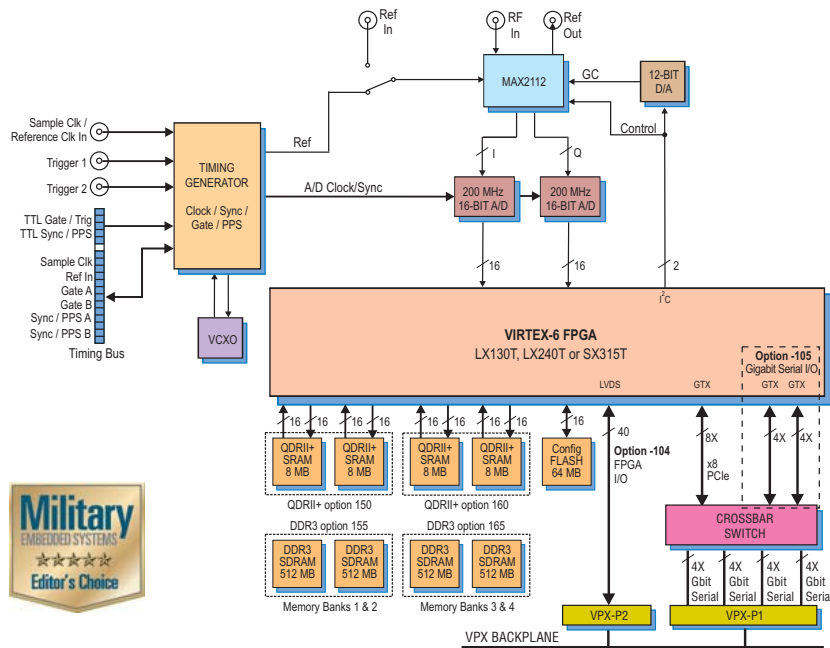 Ref
In
RF
In
Ref
Out
MAX2112
GC
12-BIT
D/A
Control
Sample Clk /
Reference Clk In
Trigger 1
Trigger 2
TIMING
GENERATOR
Clock / Sync /
Gate / PPS
Ref
I
Q
A/D Clock/Sync
200 MHz
16-BIT A/D
200 MHz
16-BIT A/D
TTL Gate / Trig
TTL Sync / PPS
Sample Clk
Ref In
Gate A
Gate B
Sync / PPS A
Sync / PPS B
Timing Bus
VCXO
16
16
2
I2C
VIRTEX-6 FPGA
LX130T, LX240T or SX315T
Option -105
Gigabit Serial I/O
LVDS
GTX
GTX
GTX
16
16
16
16
16
16
16
16
16
40
8X
4X
4X
QDRII+
SRAM
8 MB
QDRII+
SRAM
8 MB
QDRII+
SRAM
8 MB
QDRII+
SRAM
8 MB
Config
FLASH
64 MB
Option -104
FPGA
I/O
x8
PCIe
QDRII+ option 150
QDRII+ option 160
DDR3 option 155
DDR3 option 165
DDR3
SDRAM
512 MB
DDR3
SDRAM
512 MB
DDR3
SDRAM
512 MB
DDR3
SDRAM
512 MB
Memory Banks 1 & 2
Memory Banks 3 & 4
CROSSBAR
SWITCH
4X
Gbit
Serial
4X
Gbit
Serial
4X
Gbit
Serial
4X
Gbit
Serial
VPX-P2
VPX-P1
VPX BACKPLANE
Military
EMBEDDED SYSTEMS
Editor's Choice